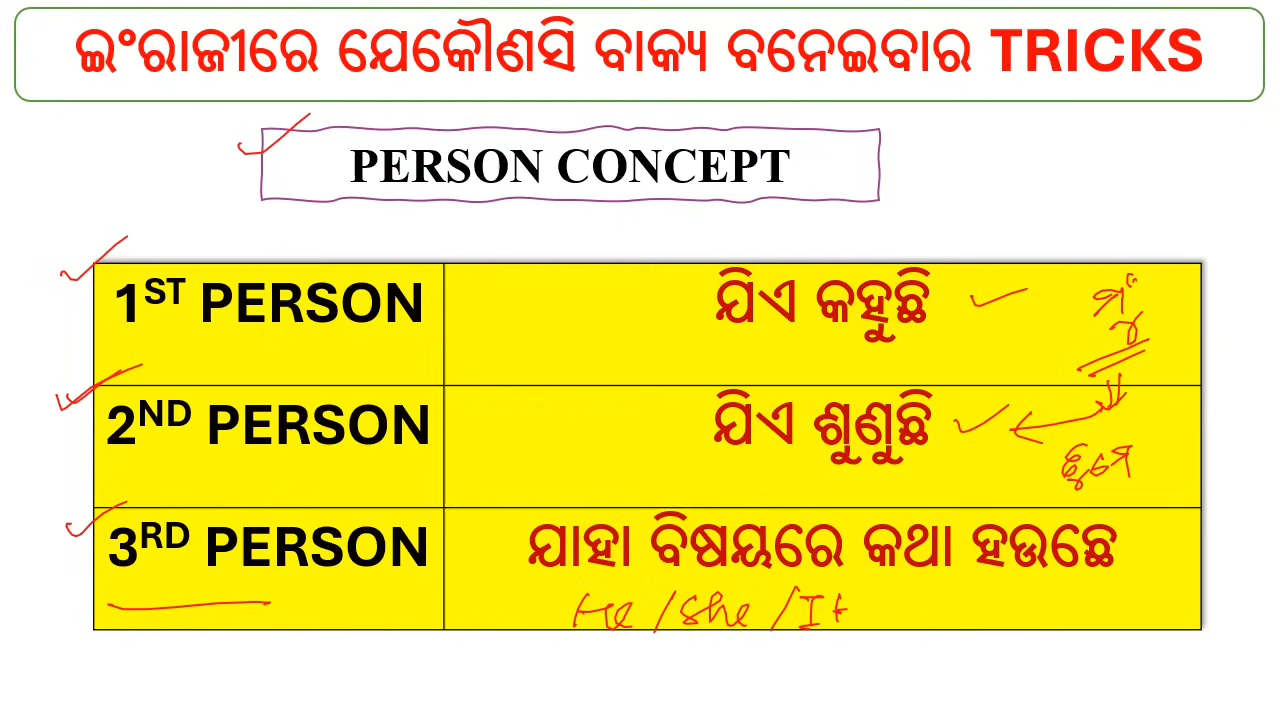 ଇଂରାଜୀରେ ଯେକୌଣସି ବାକ୍ୟ ବନେଇବାର TRICKS
PERSON CONCEPT
1ST PERSON ଯିଏ କହୁଛି
2ND PERSON ଯିଏ ଶୁଣୁଛି
3RD PERSON ଯାହା ବିଷୟରେ କଥା ହଉଛେ
He /She /It